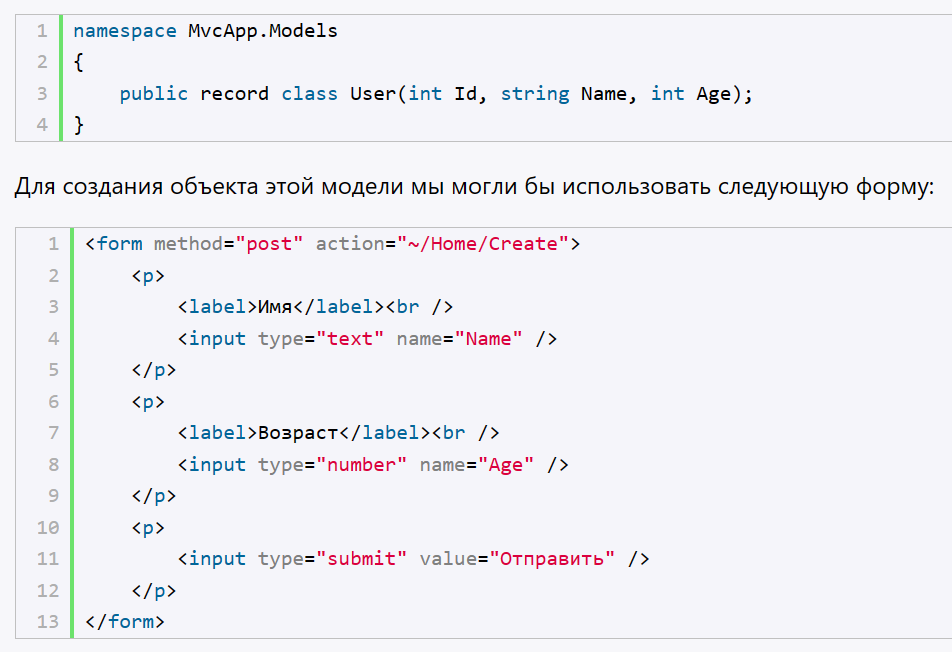 1 namespace MvcApp.Models
2 {
3     public record class User(int Id, string Name, int Age);
4 }
Для создания объекта этой модели мы могли бы использовать следующую форму:
1 <form method="post" action="~/Home/Create">
2     <p>
3         <label>Имя</label><br />
4         <input type="text" name="Name" />
5     </p>
6     <p>
7         <label>Возраст</label><br />
8         <input type="number" name="Age" />
9     </p>
10     <p>
11         <input type="submit" value="Отправить" />
12     </p>
13 </form>